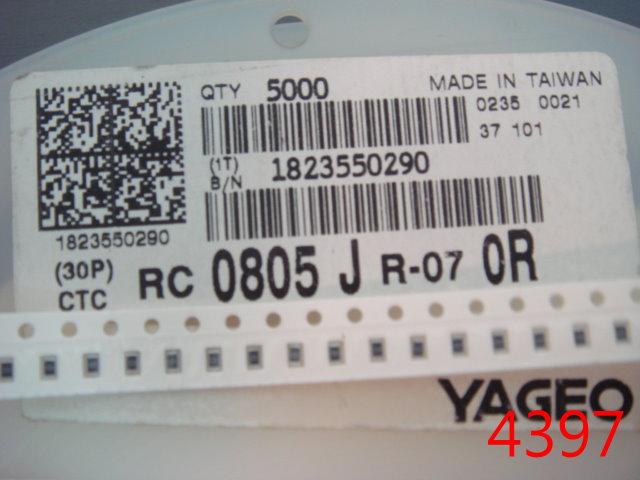 QTY 5000 MADE IN TAIWAN
0235 0021
37 101
(1T)
B/N 1823550290
1823550290
(30P)
CTC RC 0805 J R-07 0R
YAGEO
4397